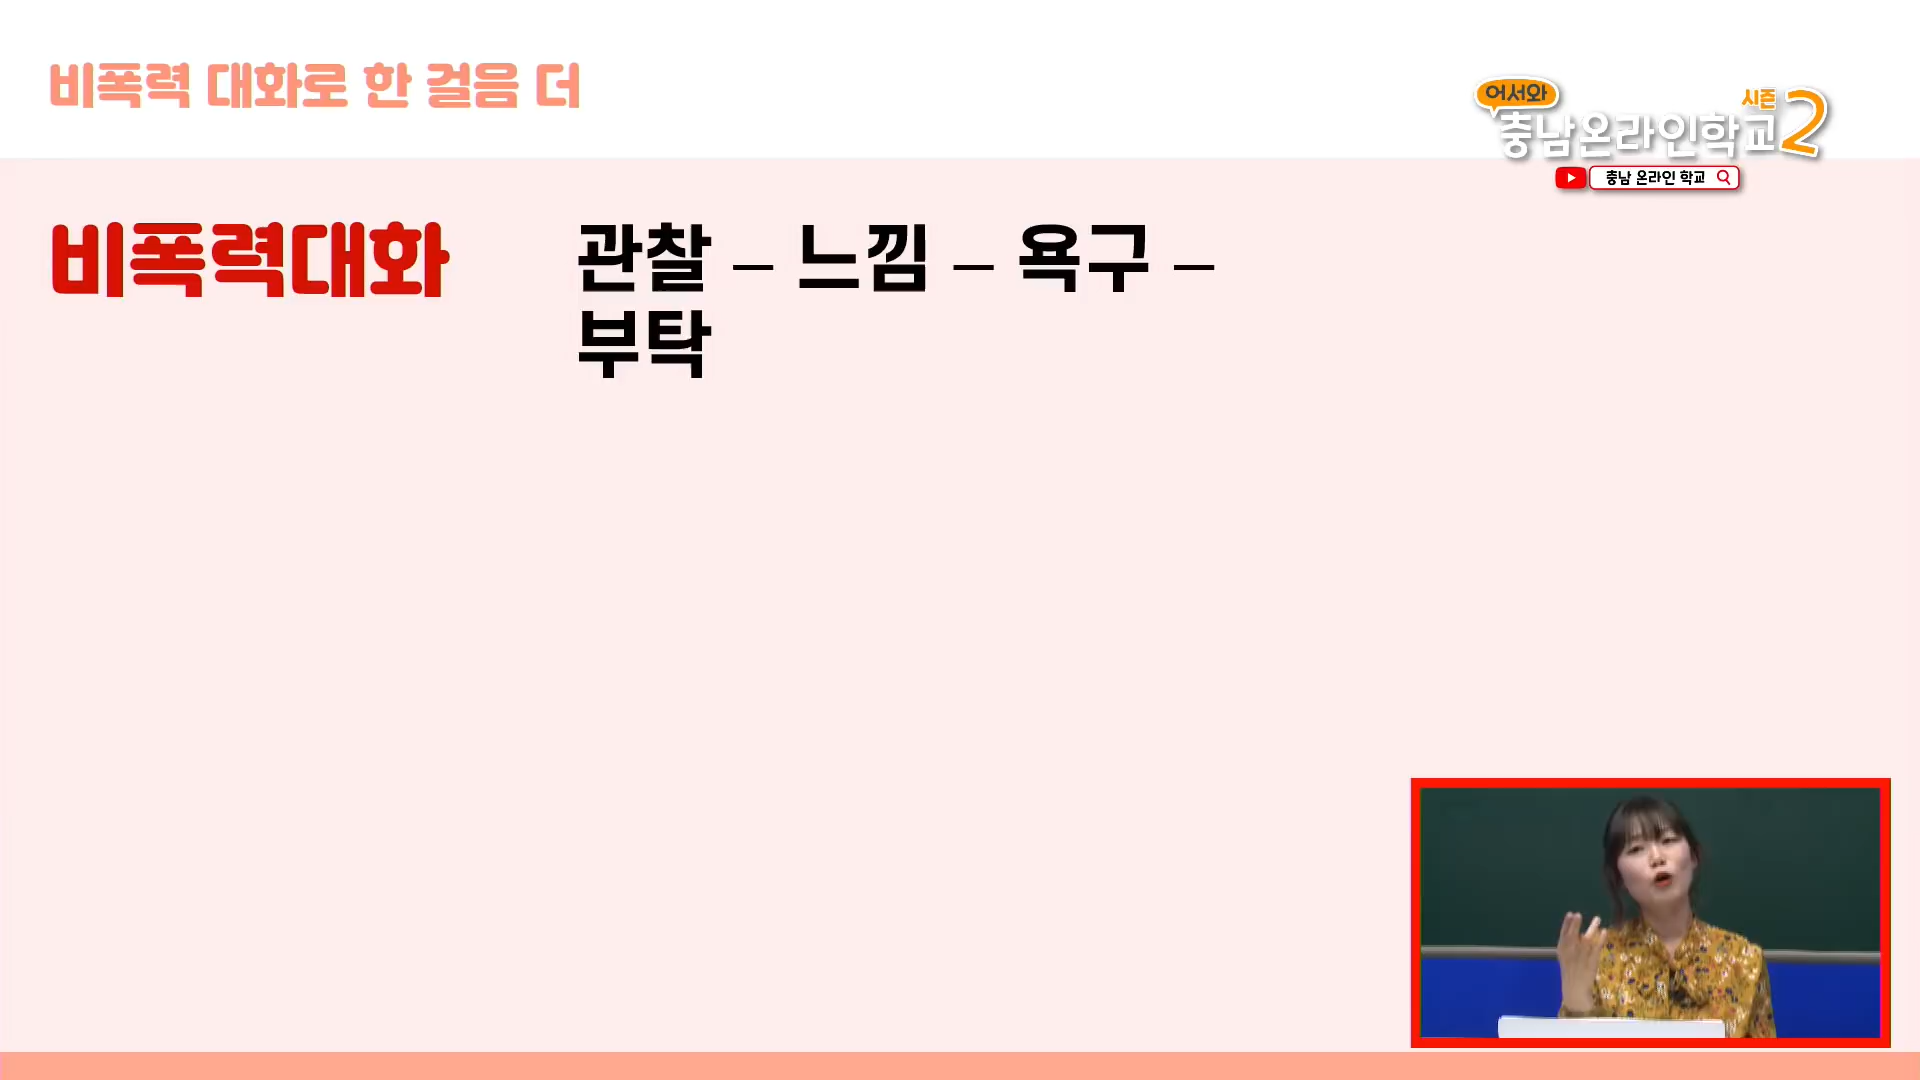 비폭력 대화로 한 걸음 더
어서와
시즌
충남온라인학교2
충남 온라인 학교
비폭력대화
관찰 – 느낌 – 욕구 –
부탁